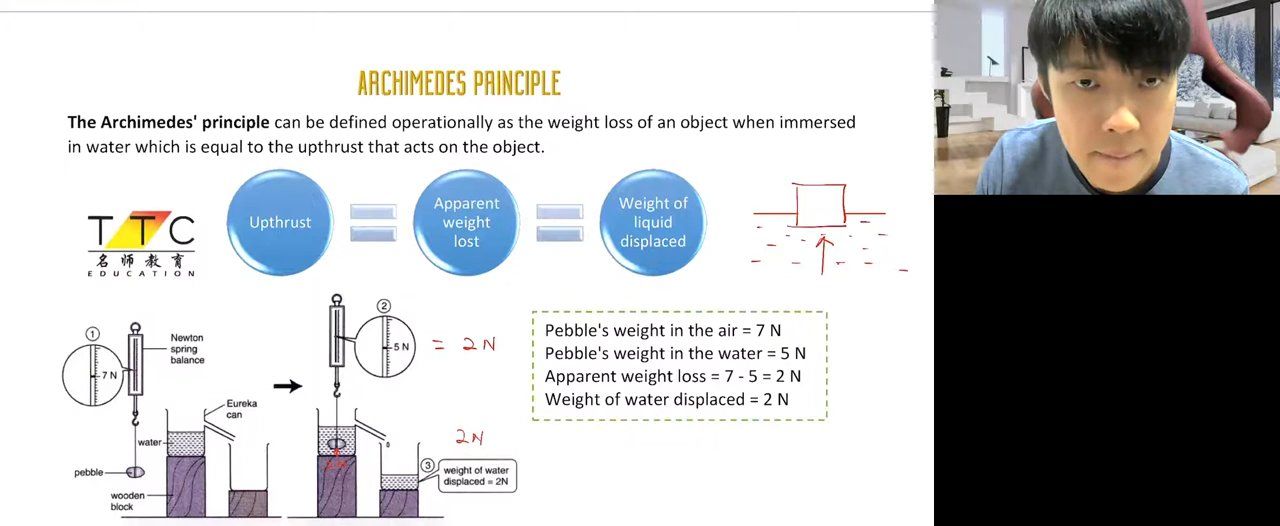 ARCHIMEDES PRINCIPLE
The Archimedes' principle can be defined operationally as the weight loss of an object when immersed
in water which is equal to the upthrust that acts on the object.
TTC
名师教育
EDUCATION
Upthrust
Apparent
weight
lost
Weight of
liquid
displaced
1
7 N
Newton
spring
balance
Eureka
can
water
pebble
wooden
block
2
5 N
= 2N
2N
3
weight of water
displaced = 2N
Pebble's weight in the air = 7 N
Pebble's weight in the water = 5 N
Apparent weight loss = 7 - 5 = 2 N
Weight of water displaced = 2 N